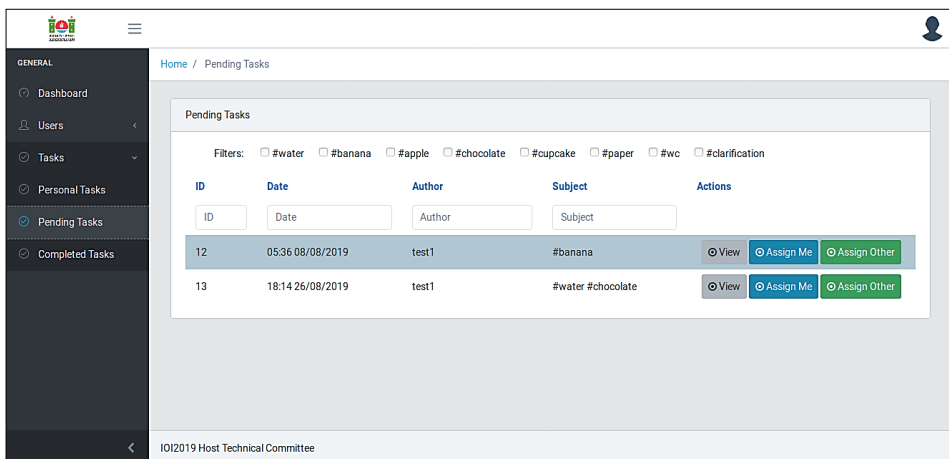 GENERAL
Home / Pending Tasks
Dashboard
Users
Tasks
Personal Tasks
Pending Tasks
Completed Tasks
Pending Tasks
Filters: #water #banana #apple #chocolate #cupcake #paper #wc #clarification
ID Date Author Subject Actions
ID Date Author Subject
12 05:36 08/08/2019 test1 #banana View Assign Me Assign Other
13 18:14 26/08/2019 test1 #water #chocolate View Assign Me Assign Other
IOI2019 Host Technical Committee